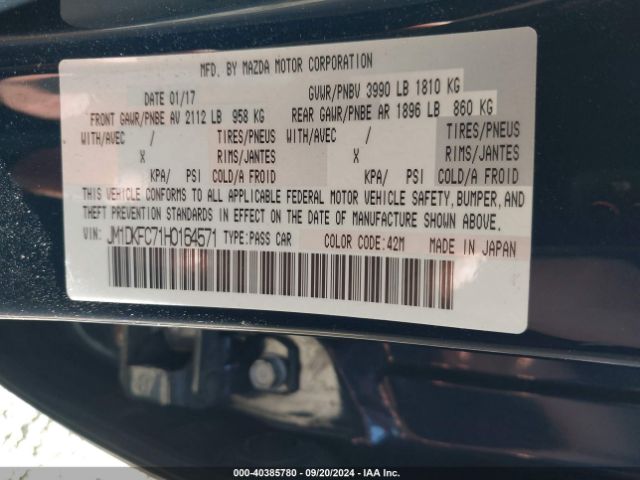 MFD. BY MAZDA MOTOR CORPORATION
DATE 01/17 GVWR/PNBV 3990 LB 1810 KG
FRONT GAWR/PNBE AV 2112 LB 958 KG REAR GAWR/PNBE AR 1896 LB 860 KG
WITH/AVEC / TIRES/PNEUS WITH/AVEC / TIRES/PNEUS
X RIMS/JANTES X RIMS/JANTES
KPA/ PSI COLD/A FROID KPA/ PSI COLD/A FROID
THIS VEHICLE CONFORMS TO ALL APPLICABLE FEDERAL MOTOR VEHICLE SAFETY, BUMPER, AND
THEFT PREVENTION STANDARDS IN EFFECT ON THE DATE OF MANUFACTURE SHOWN ABOVE.
VIN: JM1DKFC71H0164571 TYPE:PASS CAR COLOR CODE:42M MADE IN JAPAN
000-40385780 - 09/20/2024 - IAA Inc.